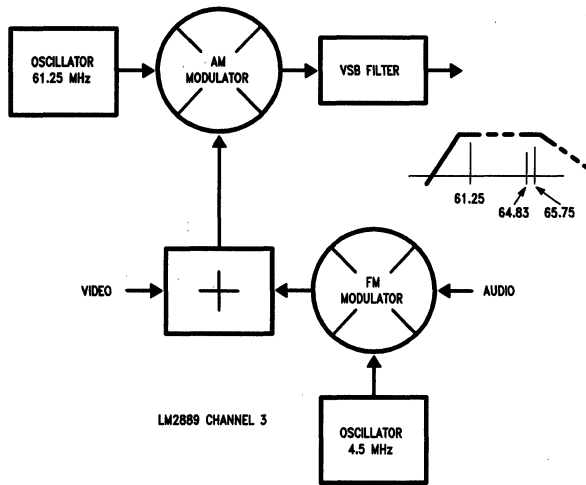 OSCILLATOR
61.25 MHz
AM
MODULATOR
VSB FILTER
61.25
64.83
65.75
VIDEO
+
FM
MODULATOR
AUDIO
LM2889 CHANNEL 3
OSCILLATOR
4.5 MHz